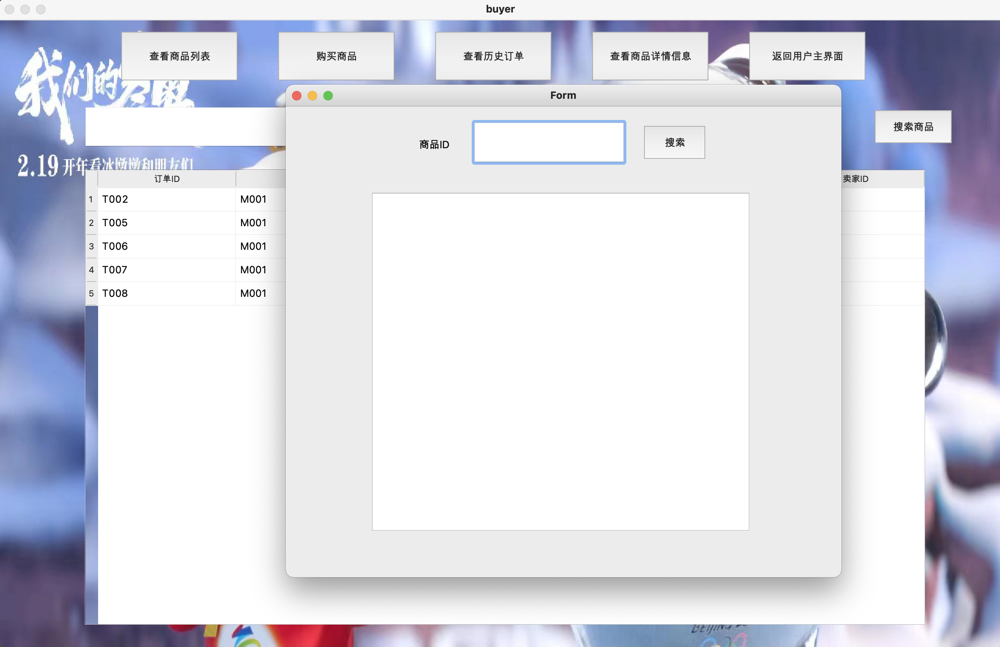 buyer
查看商品列表
购买商品
查看历史订单
查看商品详情信息
返回用户主界面
我们的
Form
商品ID
搜索
搜索商品
2.19 开年看冰墩墩和朋友们
订单ID
卖家ID
1 T002 M001
2 T005 M001
3 T006 M001
4 T007 M001
5 T008 M001
BEIJING